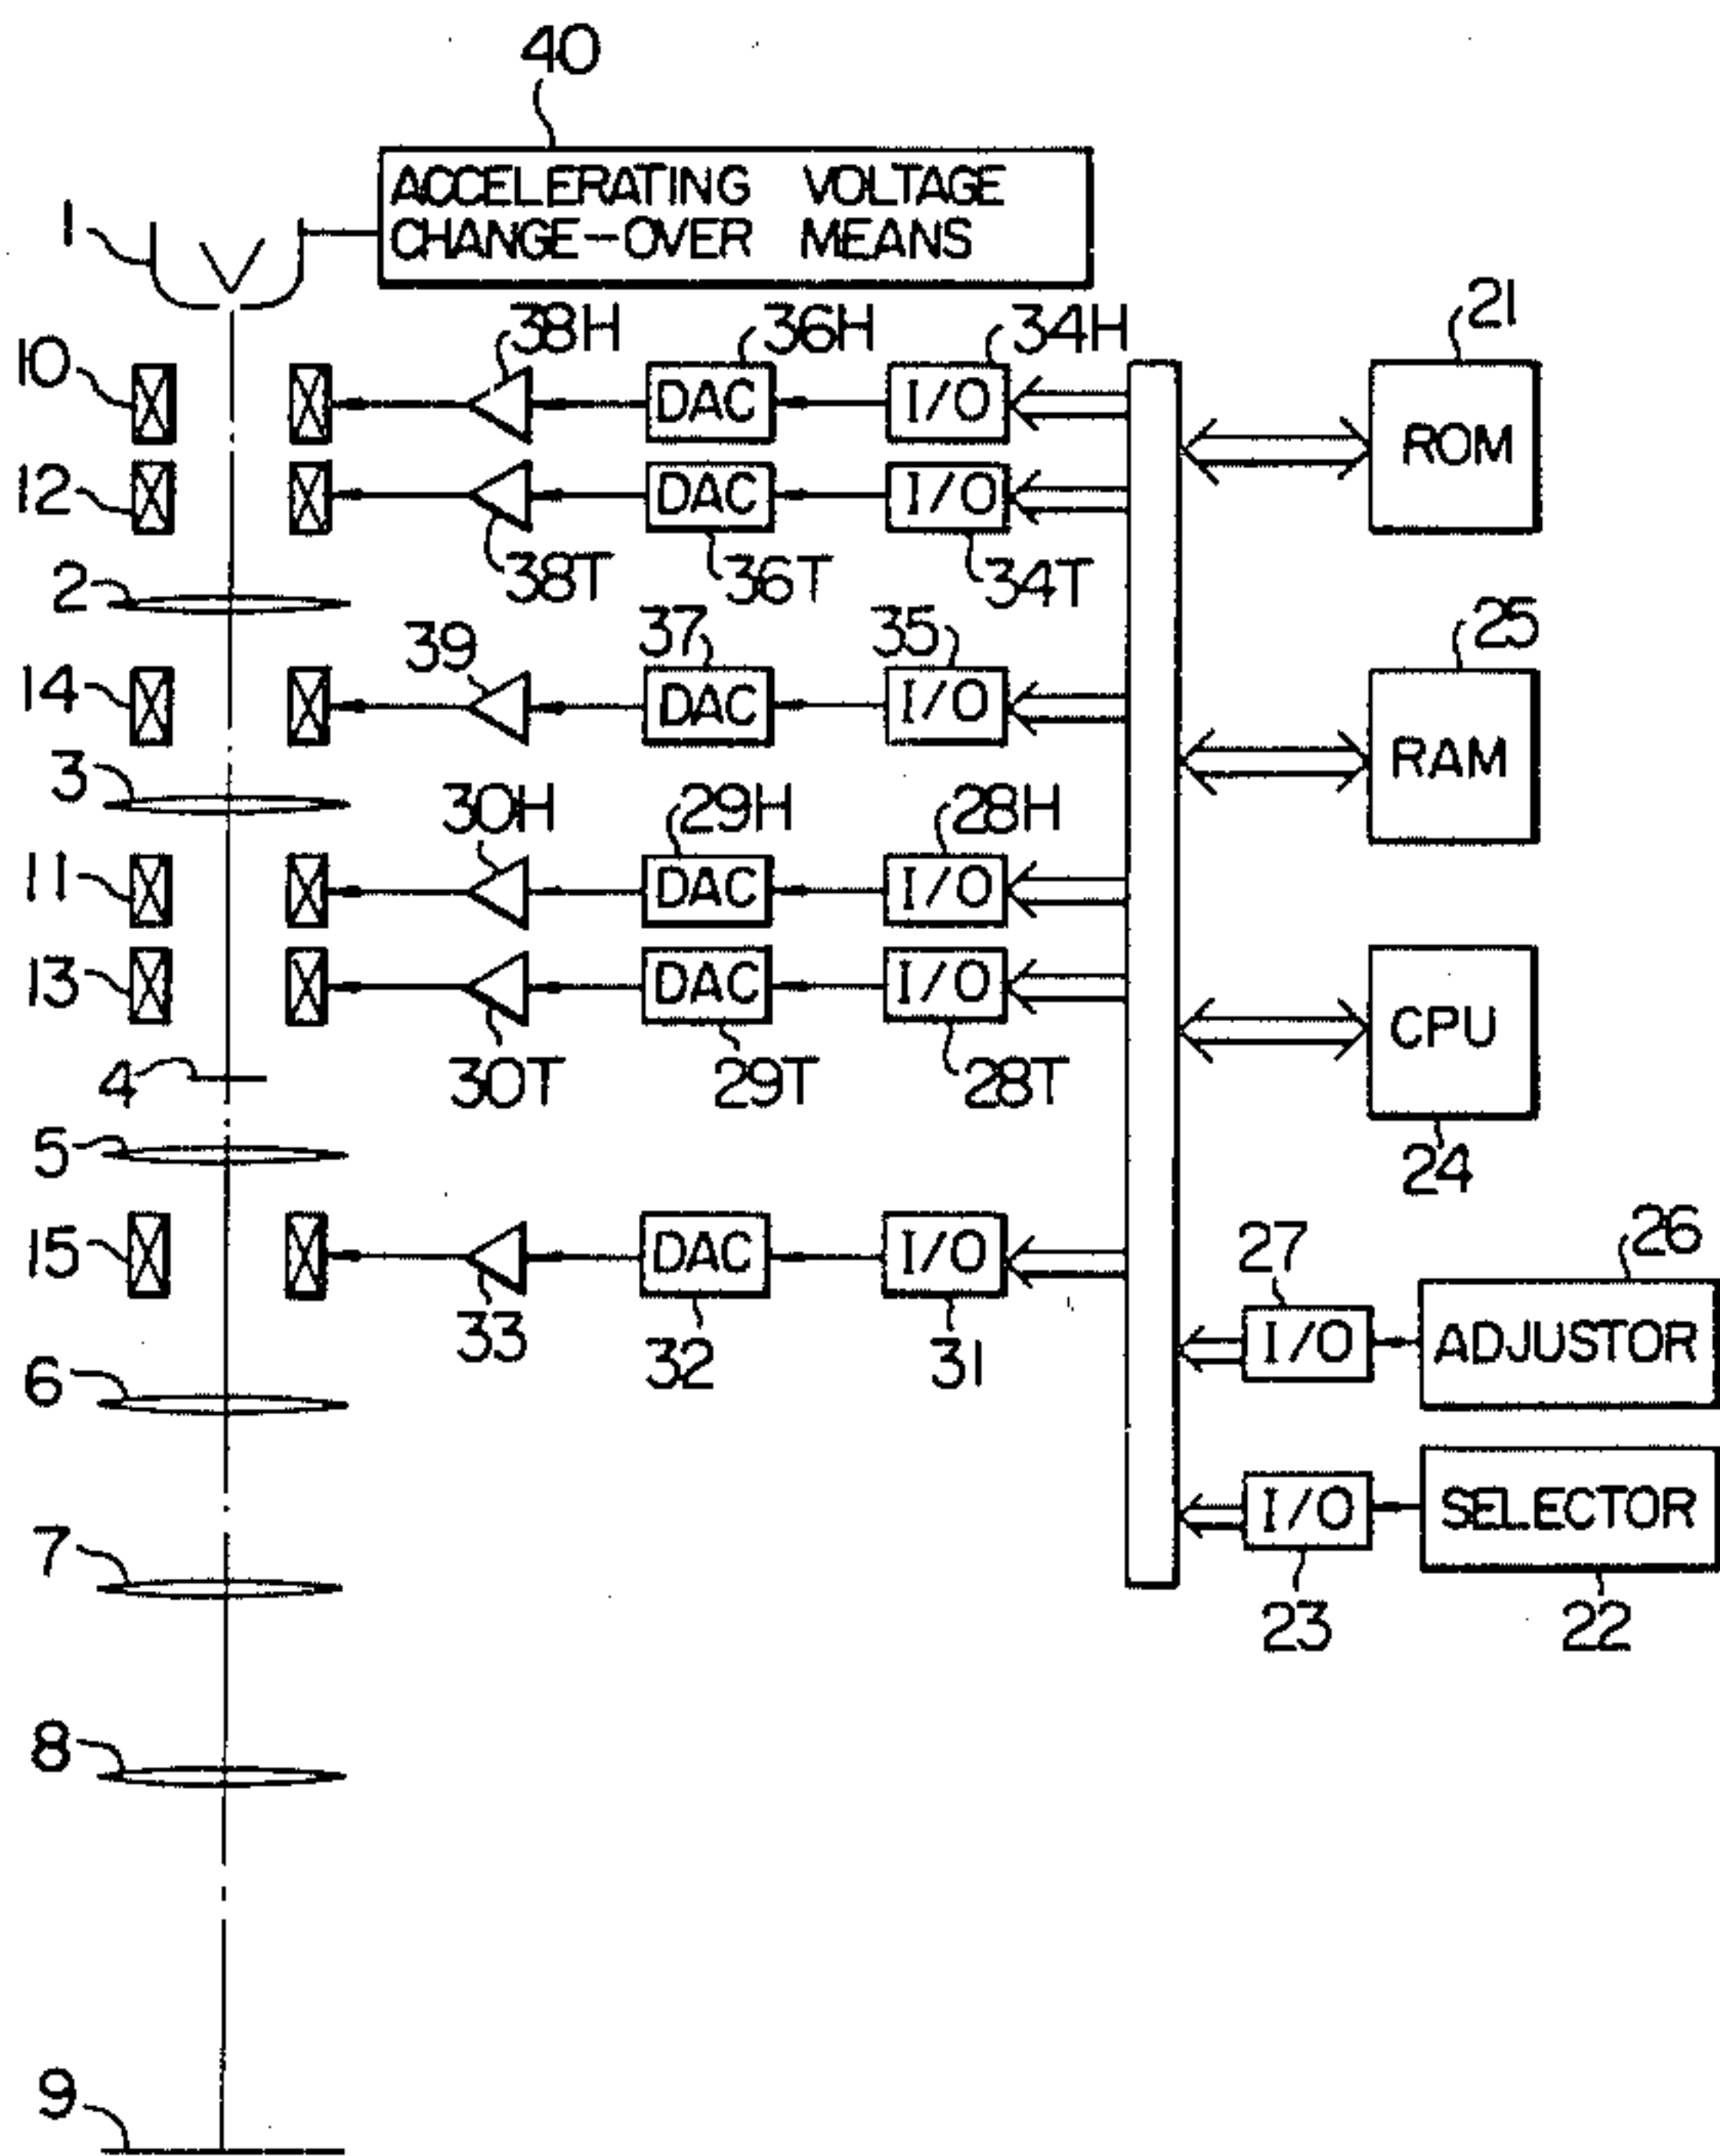 40
ACCELERATING VOLTAGE
CHANGE-OVER MEANS
1
38H 36H 34H 21
10 DAC I/O ROM
12 DAC I/O
38T 36T 34T
2
39 37 35 25
14 DAC I/O RAM
3
30H 29H 28H
11 DAC I/O
13 DAC I/O CPU
30T 29T 28T
4
5
24
15 DAC I/O 27 26
33 32 31 I/O ADJUSTOR
6
I/O SELECTOR
7
23 22
8
9